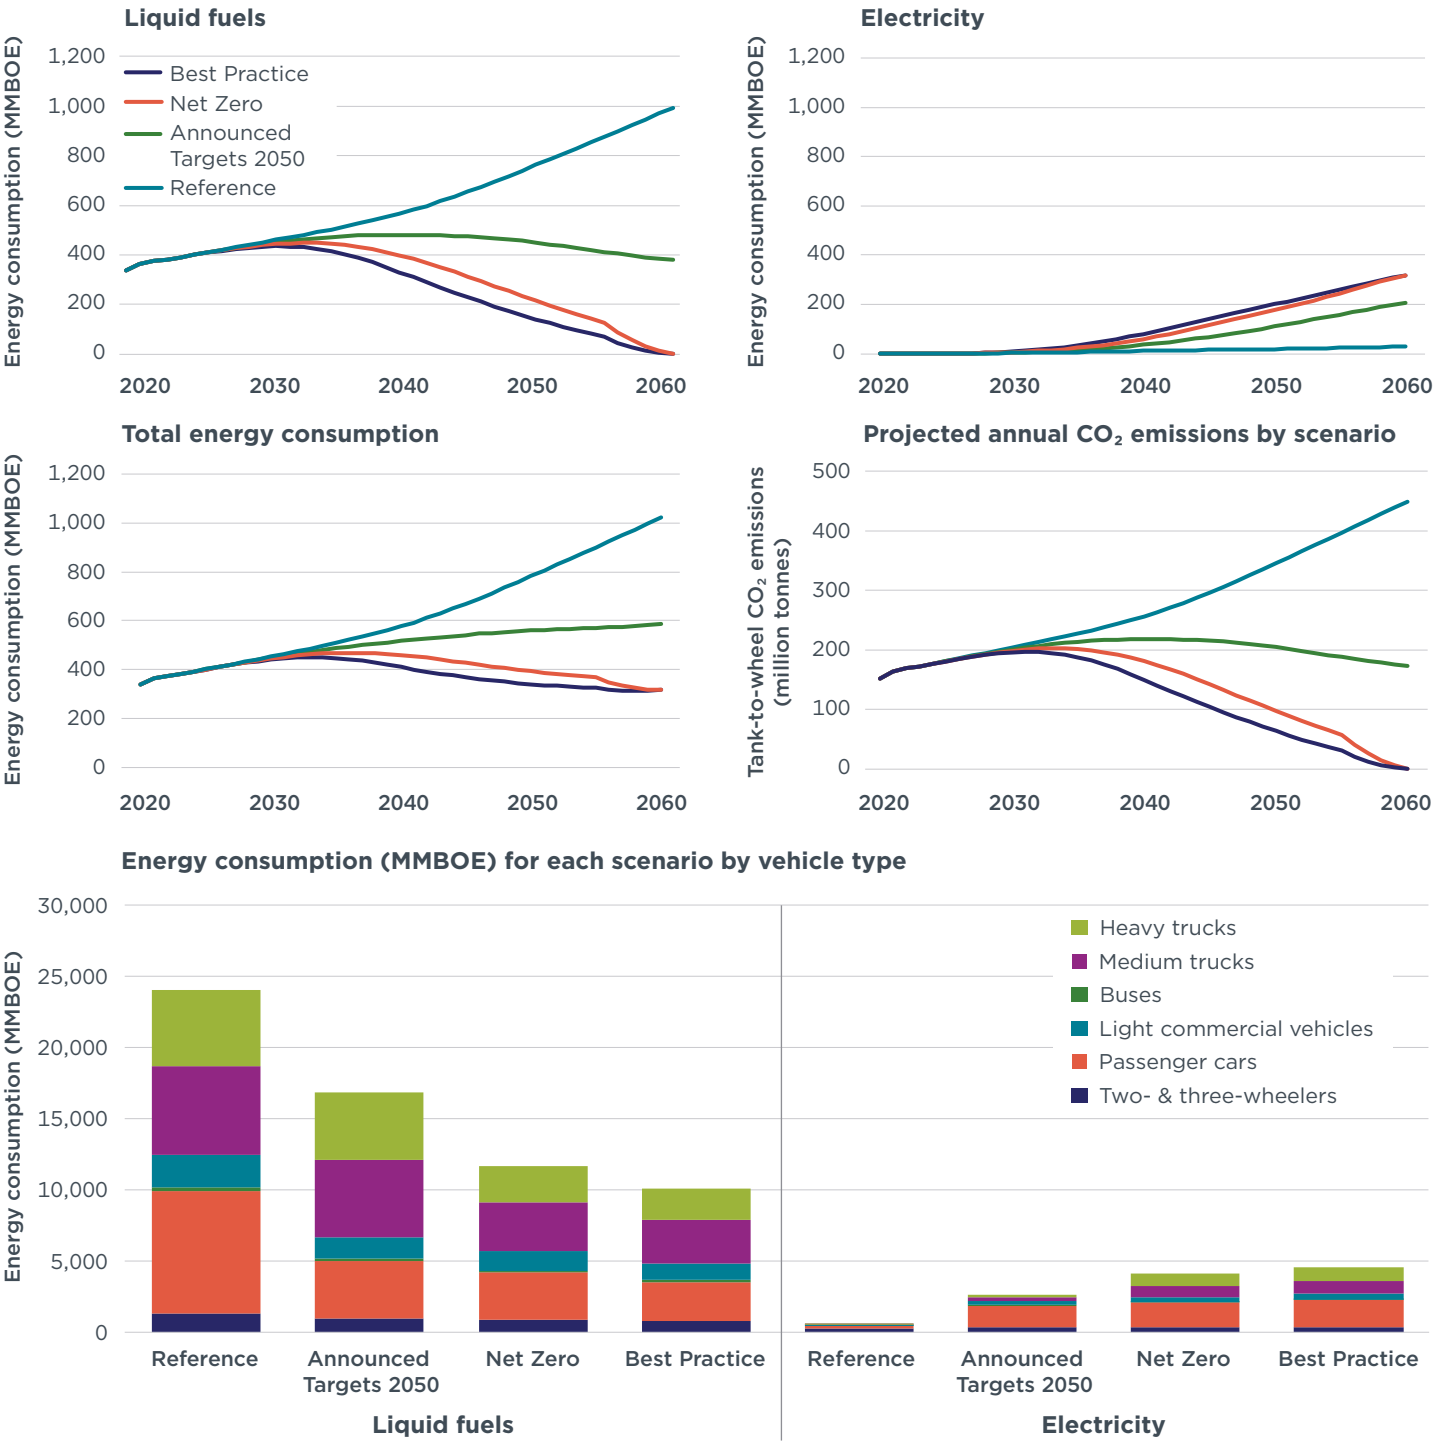 Liquid fuels
Energy consumption (MMBOE)
1,200
1,000
800
600
400
200
0
Best Practice
Net Zero
Announced
Targets 2050
Reference
2020 2030 2040 2050 2060
Electricity
Energy consumption (MMBOE)
1,200
1,000
800
600
400
200
0
2020 2030 2040 2050 2060
Total energy consumption
Energy consumption (MMBOE)
1,200
1,000
800
600
400
200
0
2020 2030 2040 2050 2060
Projected annual CO₂ emissions by scenario
Tank-to-wheel CO₂ emissions
(million tonnes)
500
400
300
200
100
0
2020 2030 2040 2050 2060
Energy consumption (MMBOE) for each scenario by vehicle type
Energy consumption (MMBOE)
30,000
25,000
20,000
15,000
10,000
5,000
0
Heavy trucks
Medium trucks
Buses
Light commercial vehicles
Passenger cars
Two- & three-wheelers
Reference
Announced
Targets 2050
Net Zero
Best Practice
Reference
Announced
Targets 2050
Net Zero
Best Practice
Liquid fuels
Electricity